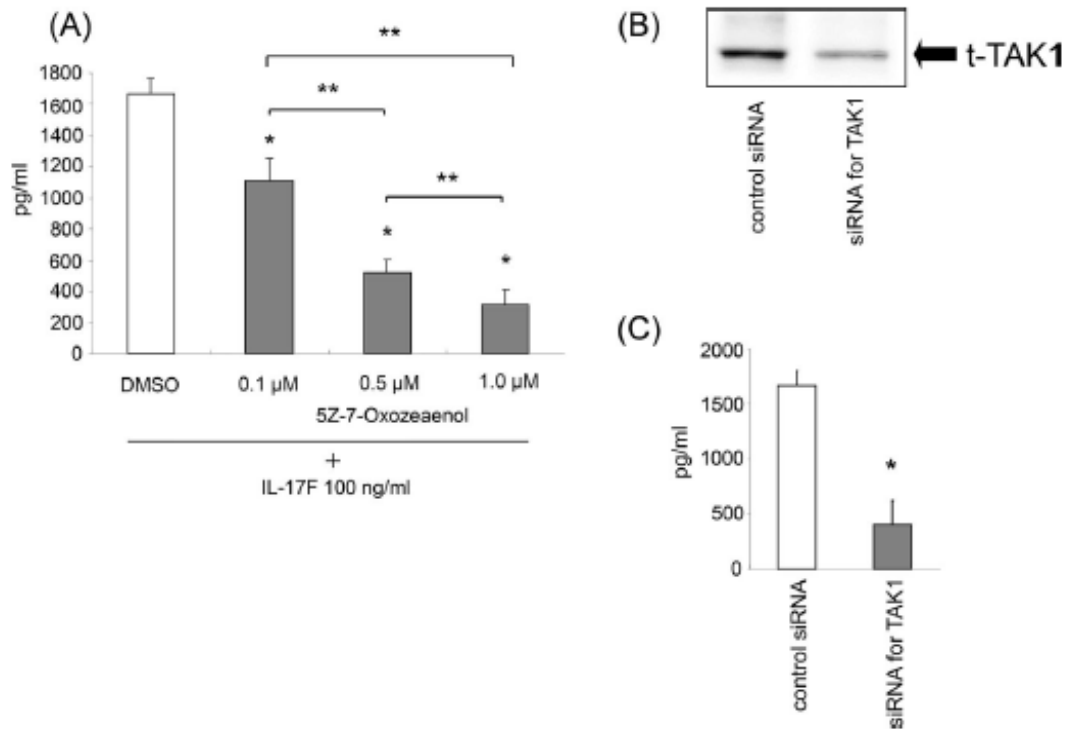 (A)
**
**
**
*
*
*
1800
1600
1400
1200
1000
800
600
400
200
0
pg/ml
DMSO
0.1 µM
0.5 µM
1.0 µM
5Z-7-Oxozeaenol
+
IL-17F 100 ng/ml
(B)
t-TAK1
control siRNA
siRNA for TAK1
(C)
2000
1500
1000
500
0
pg/ml
*
control siRNA
siRNA for TAK1